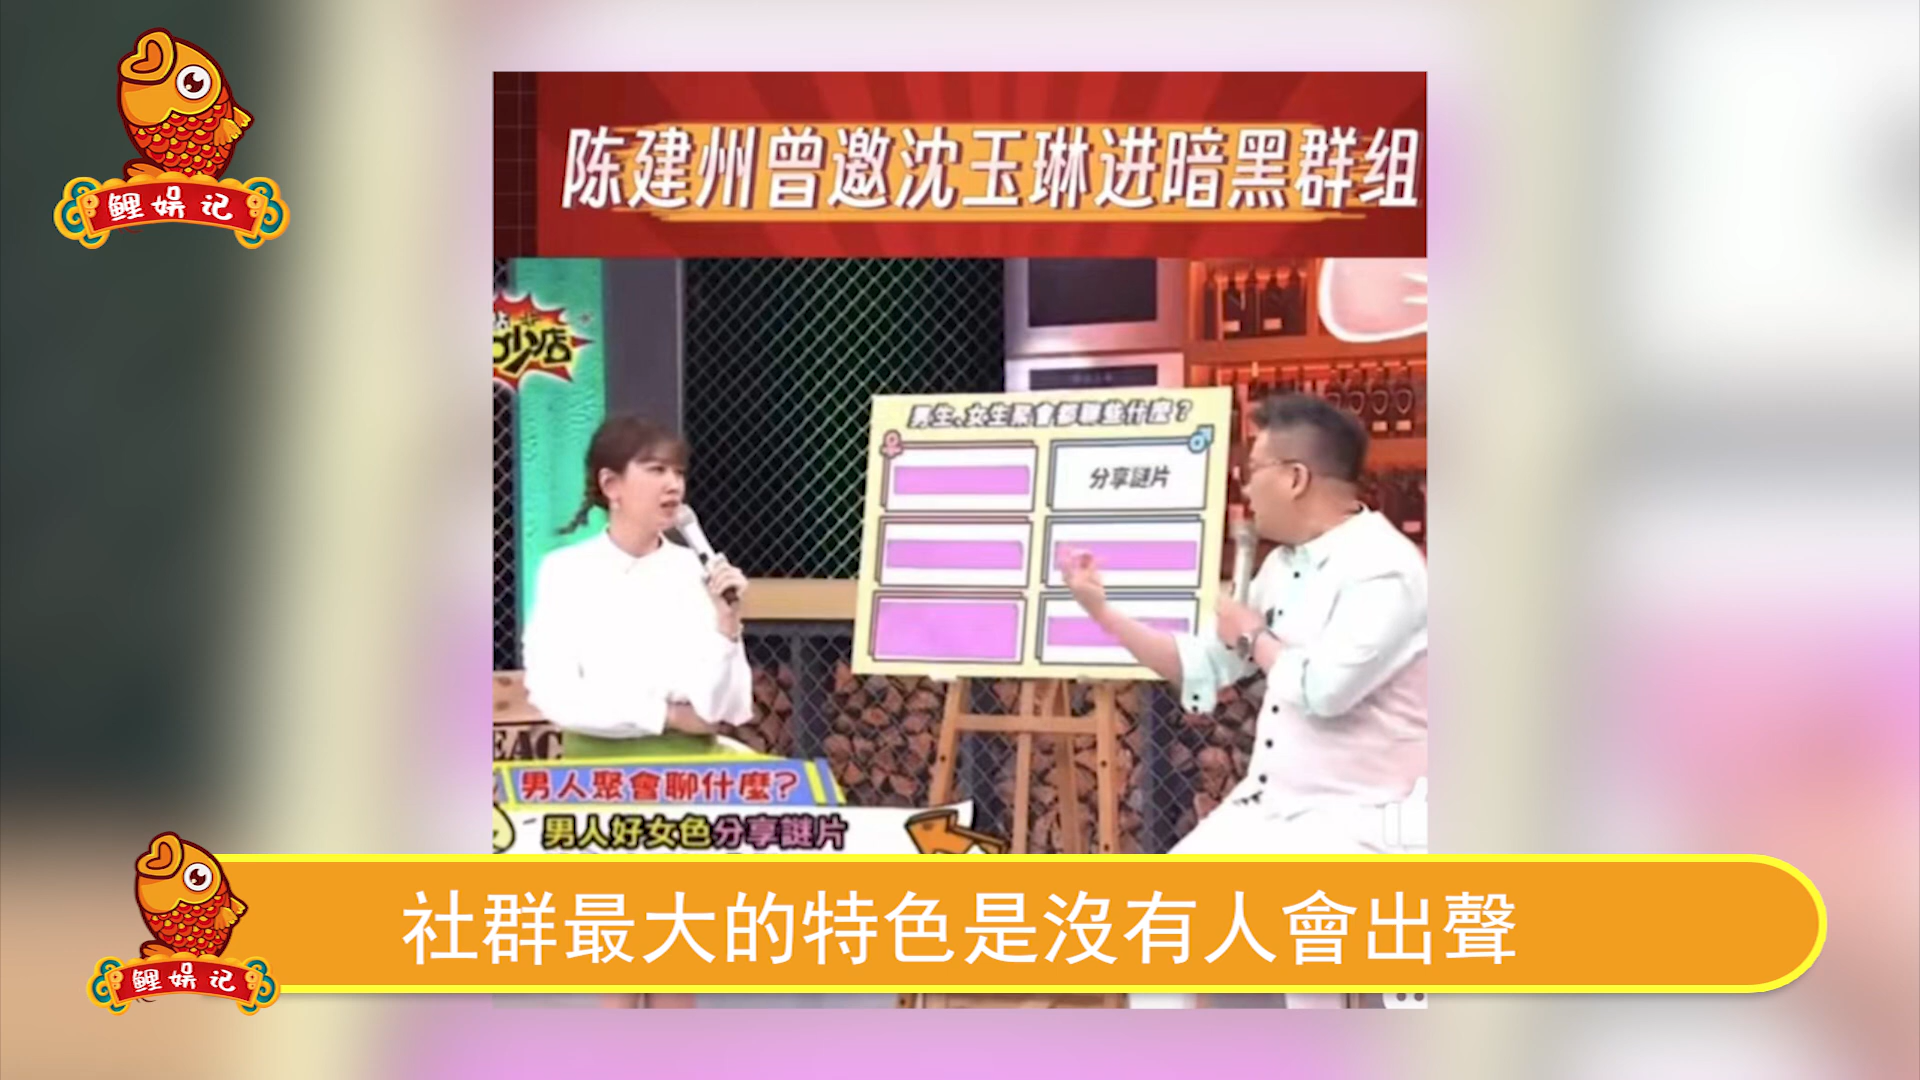 鲤娱记
陈建州曾邀沈玉琳进暗黑群组
小店
男生、女生聚會都聊些什麼？
分享謎片
EAC
男人聚會聊什麼?
男人好女色分享謎片
社群最大的特色是沒有人會出聲
鲤娱记